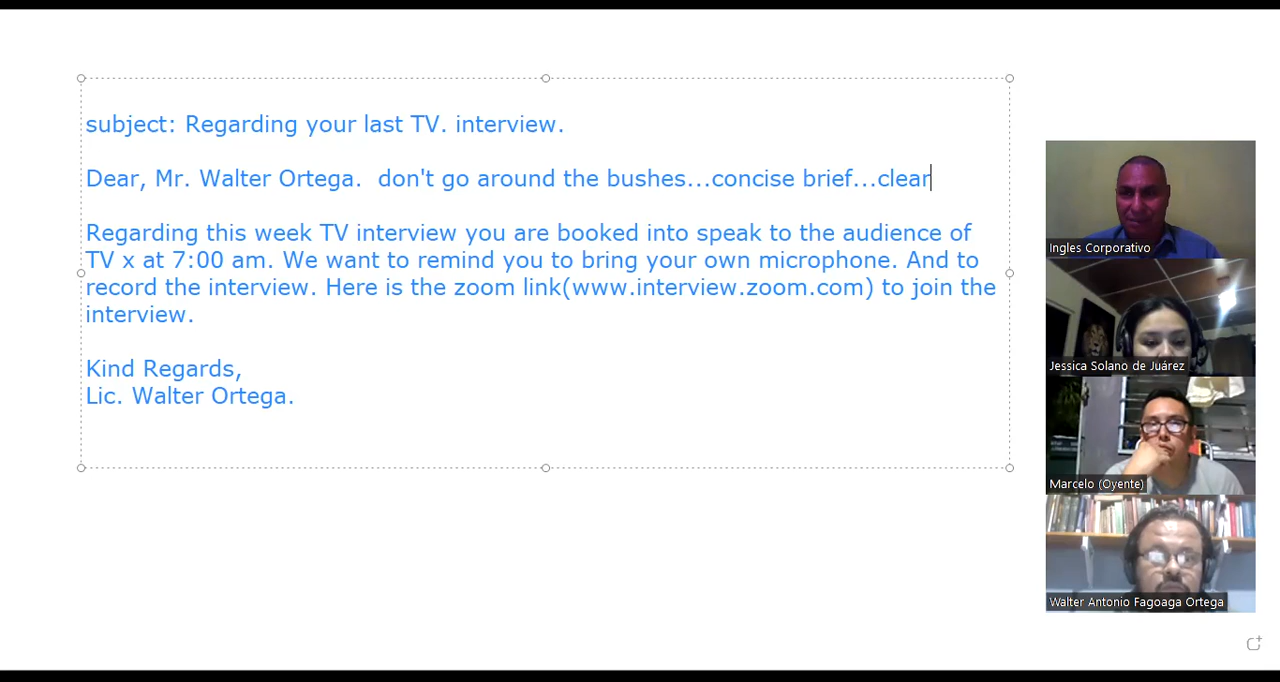 subject: Regarding your last TV. interview.
Dear, Mr. Walter Ortega.  don't go around the bushes...concise brief...clear
Regarding this week TV interview you are booked into speak to the audience of
TV x at 7:00 am. We want to remind you to bring your own microphone. And to
record the interview. Here is the zoom link(www.interview.zoom.com) to join the
interview.
Kind Regards,
Lic. Walter Ortega.
Ingles Corporativo
Jessica Solano de Juárez
Marcelo (Oyente)
Walter Antonio Fagoaga Ortega